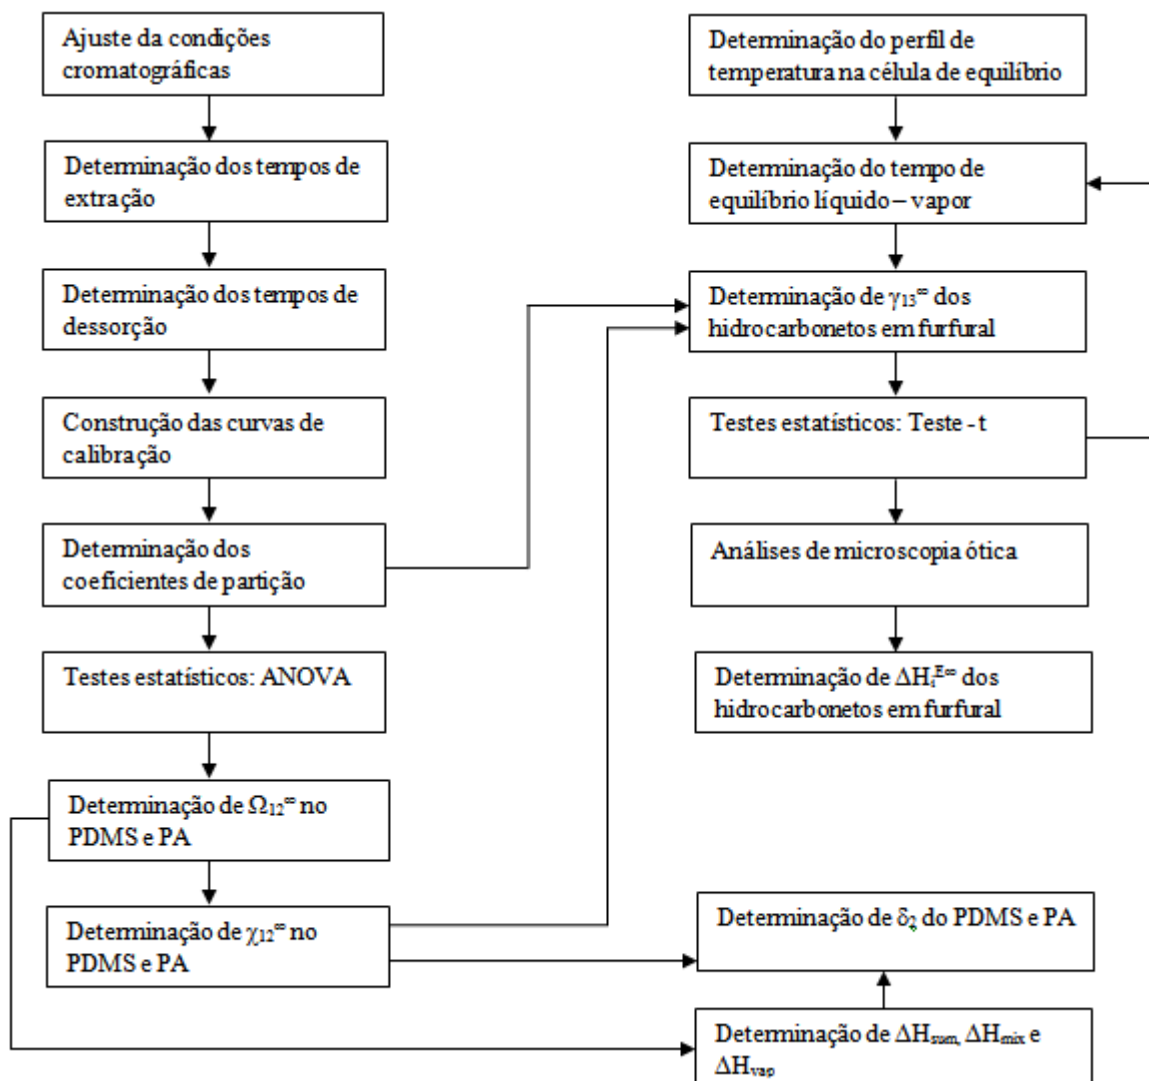 Ajuste da condições
cromatográficas
Determinação dos tempos de
extração
Determinação dos tempos de
dessorção
Construção das curvas de
calibração
Determinação dos
coeficientes de partição
Testes estatísticos: ANOVA
Determinação de Ω₁₂∞ no
PDMS e PA
Determinação de χ₁₂∞ no
PDMS e PA
Determinação do perfil de
temperatura na célula de equilíbrio
Determinação do tempo de
equilíbrio líquido – vapor
Determinação de γ₁₃∞ dos
hidrocarbonetos em furfural
Testes estatísticos: Teste - t
Análises de microscopia ótica
Determinação de ΔHᵢᴱ∞ dos
hidrocarbonetos em furfural
Determinação de δ₂ do PDMS e PA
Determinação de ΔHsum, ΔHmix e
ΔHvap